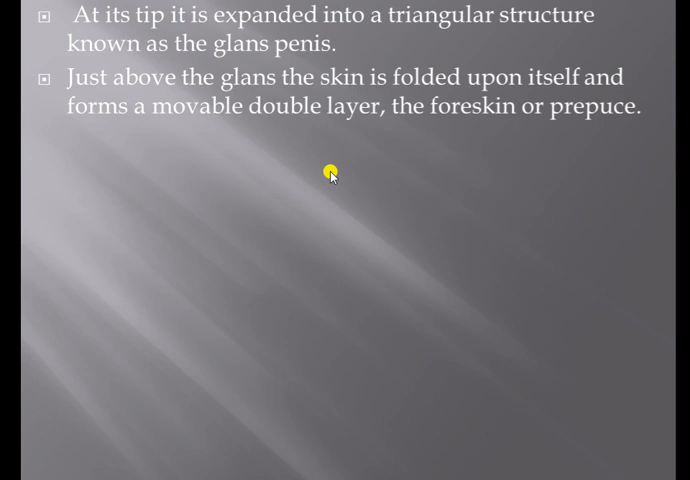 At its tip it is expanded into a triangular structure
known as the glans penis.
Just above the glans the skin is folded upon itself and
forms a movable double layer, the foreskin or prepuce.